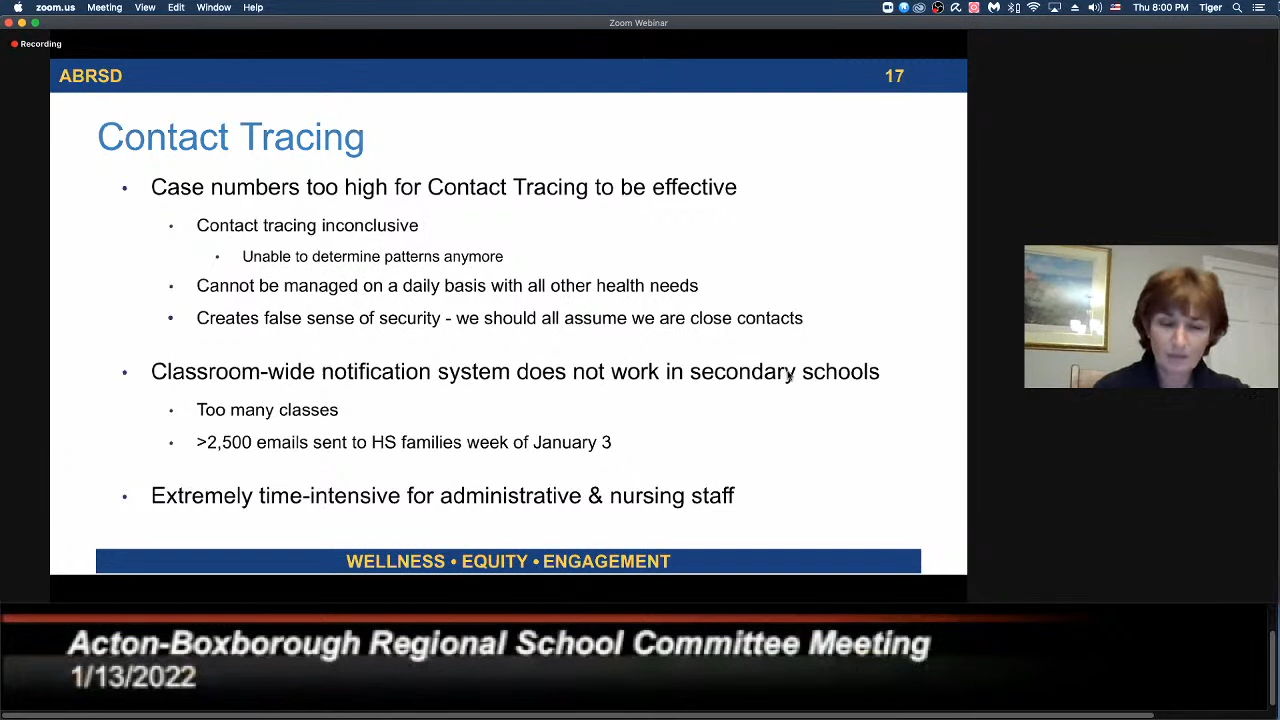 zoom.us Meeting View Edit Window Help Thu 8:00 PM Tiger
Zoom Webinar
Recording
ABRSD 17
Contact Tracing
• Case numbers too high for Contact Tracing to be effective
• Contact tracing inconclusive
• Unable to determine patterns anymore
• Cannot be managed on a daily basis with all other health needs
• Creates false sense of security - we should all assume we are close contacts
• Classroom-wide notification system does not work in secondary schools
• Too many classes
• >2,500 emails sent to HS families week of January 3
• Extremely time-intensive for administrative & nursing staff
WELLNESS • EQUITY • ENGAGEMENT
Acton-Boxborough Regional School Committee Meeting
1/13/2022